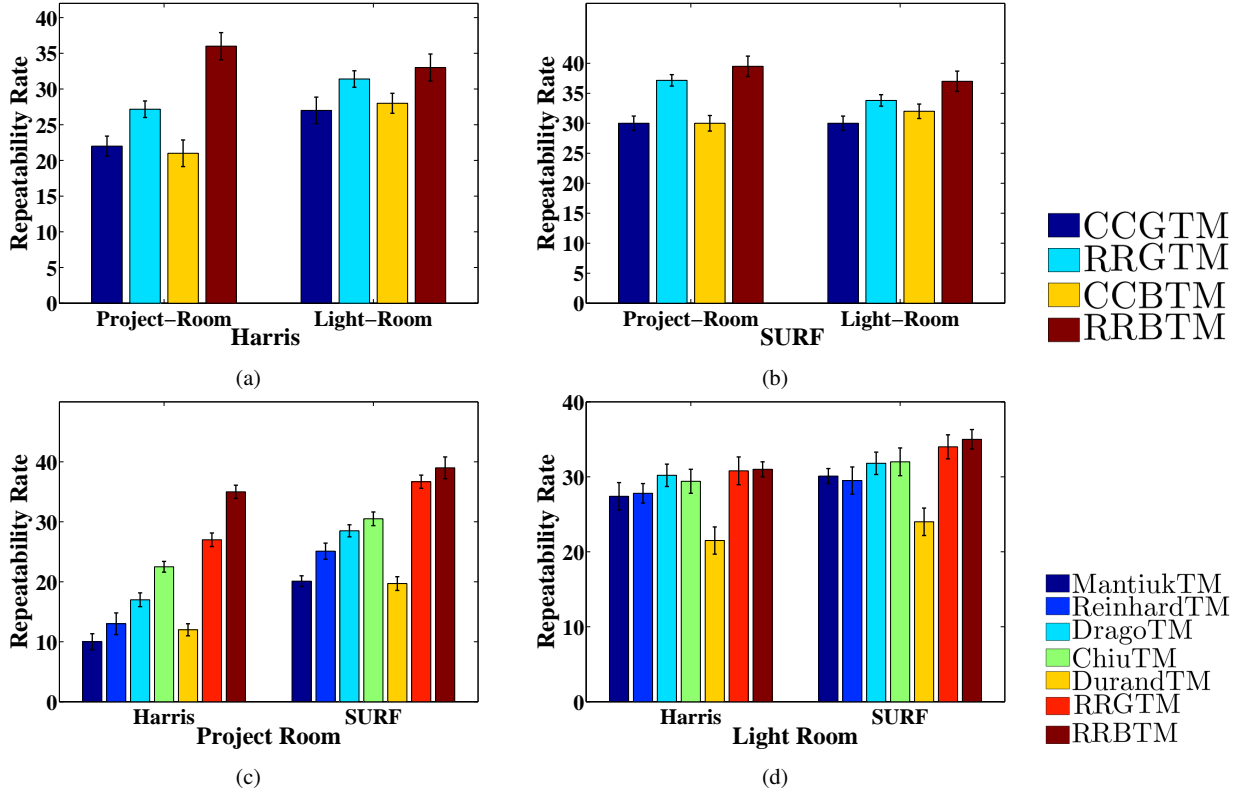 40
35
30
25
20
15
10
5
0
Repeatability Rate
Project−Room
Light−Room
Harris
(a)
40
35
30
25
20
15
10
5
0
Repeatability Rate
Project−Room
Light−Room
SURF
(b)
CCGTM
RRGTM
CCBTM
RRBTM
40
30
20
10
0
Repeatability Rate
Harris
SURF
Project Room
(c)
40
30
20
10
0
Repeatability Rate
Harris
SURF
Light Room
(d)
MantiukTM
ReinhardTM
DragoTM
ChiuTM
DurandTM
RRGTM
RRBTM